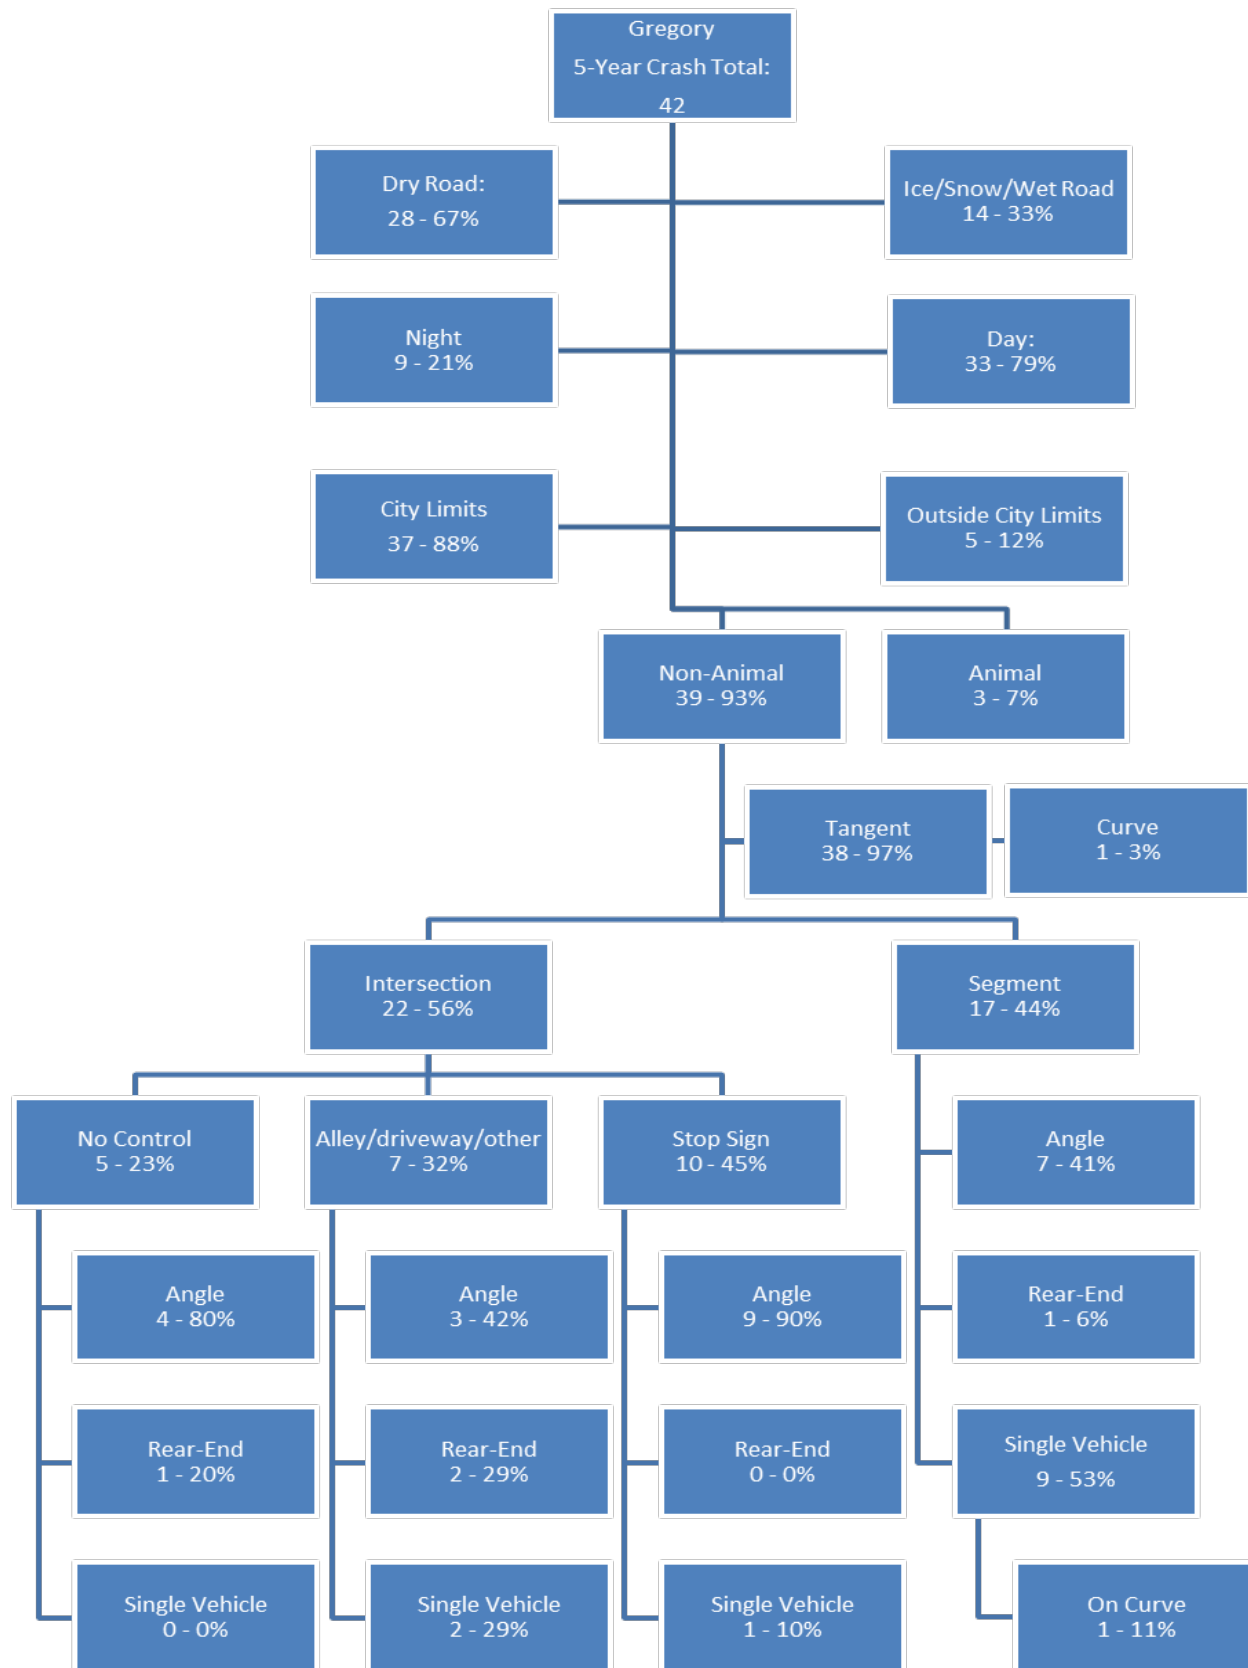 Gregory
5-Year Crash Total:
42
Dry Road:
28 - 67%
Ice/Snow/Wet Road
14 - 33%
Night
9 - 21%
Day:
33 - 79%
City Limits
37 - 88%
Outside City Limits
5 - 12%
Non-Animal
39 - 93%
Animal
3 - 7%
Tangent
38 - 97%
Curve
1 - 3%
Intersection
22 - 56%
Segment
17 - 44%
No Control
5 - 23%
Alley/driveway/other
7 - 32%
Stop Sign
10 - 45%
Angle
7 - 41%
Angle
4 - 80%
Angle
3 - 42%
Angle
9 - 90%
Rear-End
1 - 6%
Rear-End
1 - 20%
Rear-End
2 - 29%
Rear-End
0 - 0%
Single Vehicle
9 - 53%
Single Vehicle
0 - 0%
Single Vehicle
2 - 29%
Single Vehicle
1 - 10%
On Curve
1 - 11%